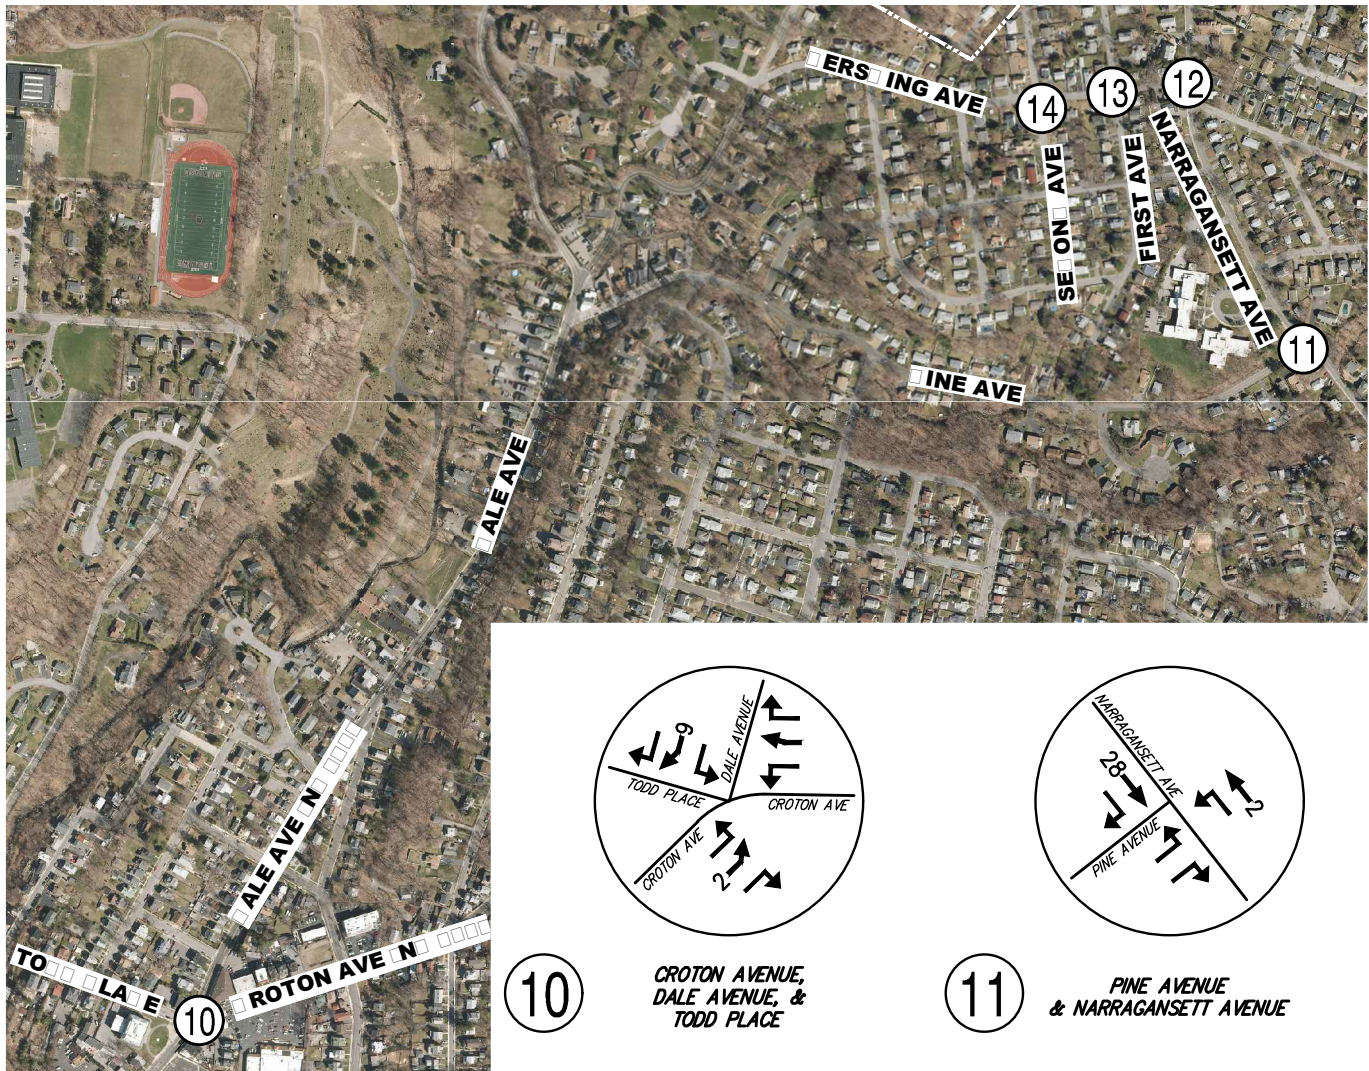 □ERS□ING AVE
14
13
12
SE□ON□ AVE
FIRST AVE
NARRAGANSETT AVE
11
□INE AVE
□ALE AVE
□ALE AVE N□ □□□□
TO□□ □LA□E
10
□ROTON AVE N□ □□□□
9
DALE AVENUE
TODD PLACE
CROTON AVE
CROTON AVE
2
NARRAGANSETT AVE
28
2
PINE AVENUE
10
CROTON AVENUE,
DALE AVENUE, &
TODD PLACE
11
PINE AVENUE
& NARRAGANSETT AVENUE